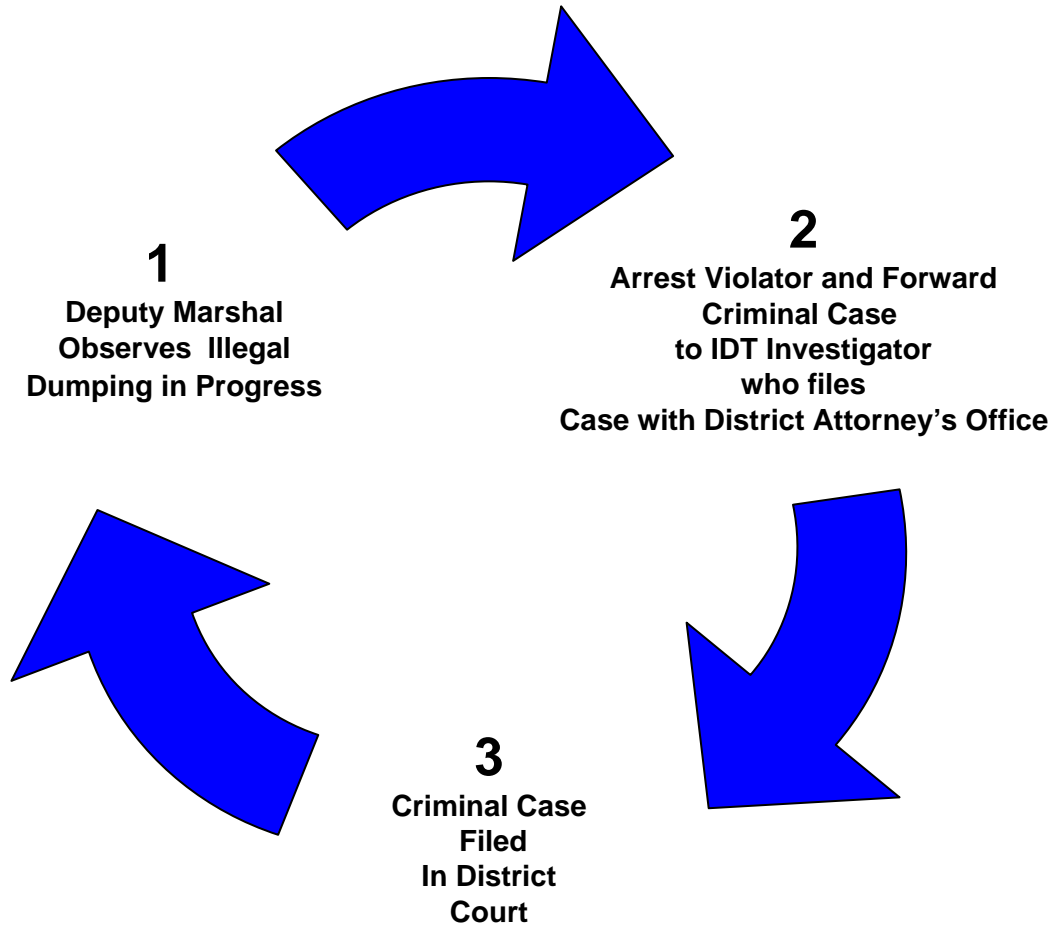 1
Deputy Marshal
Observes Illegal
Dumping in Progress
2
Arrest Violator and Forward
Criminal Case
to IDT Investigator
who files
Case with District Attorney’s Office
3
Criminal Case
Filed
In District
Court